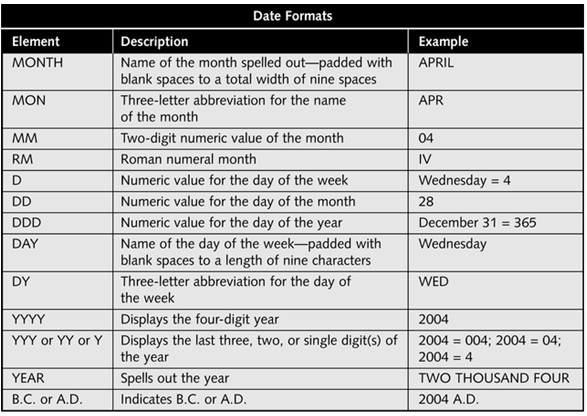 Date Formats
Element Description Example
MONTH Name of the month spelled out—padded with APRIL
blank spaces to a total width of nine spaces
MON Three-letter abbreviation for the name APR
of the month
MM Two-digit numeric value of the month 04
RM Roman numeral month IV
D Numeric value for the day of the week Wednesday = 4
DD Numeric value for the day of the month 28
DDD Numeric value for the day of the year December 31 = 365
DAY Name of the day of the week—padded with Wednesday
blank spaces to a length of nine characters
DY Three-letter abbreviation for the day of WED
the week
YYYY Displays the four-digit year 2004
YYY or YY or Y Displays the last three, two, or single digit(s) of 2004 = 004; 2004 = 04;
the year 2004 = 4
YEAR Spells out the year TWO THOUSAND FOUR
B.C. or A.D. Indicates B.C. or A.D. 2004 A.D.